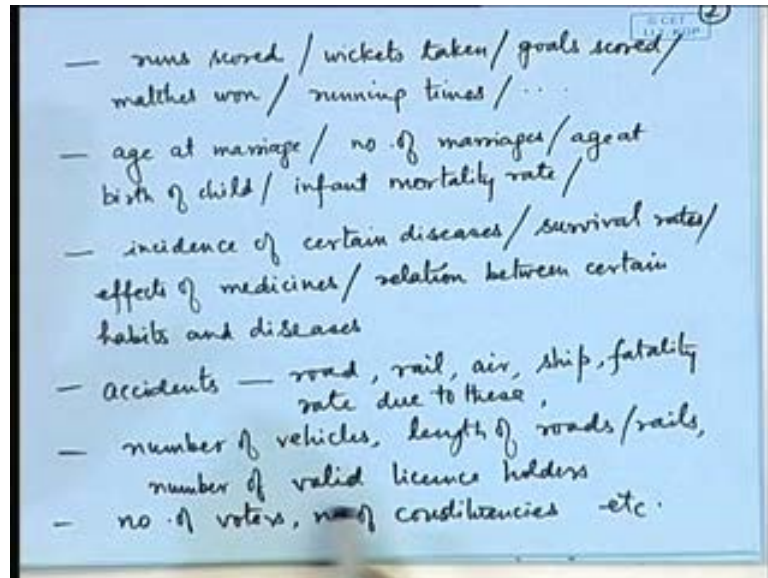 ②
© CET
I.I.T. KGP
— runs scored / wickets taken / goals scored /
matches won / running times / ....
— age at marriage / no. of marriages / age at
birth of child / infant mortality rate /
— incidence of certain diseases / survival rates /
effects of medicines / relation between certain
habits and diseases
— accidents — road, rail, air, ship, fatality
rate due to these,
— number of vehicles, length of roads / rails,
number of valid licence holders
— no. of voters, no of constituencies etc.